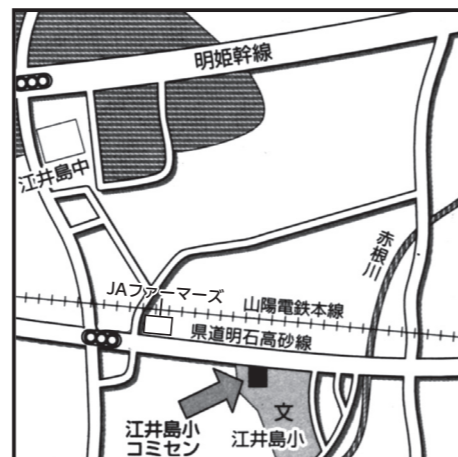 明姫幹線
江井島中
赤根川
JAファーマーズ
山陽電鉄本線
県道明石高砂線
文
江井島小
コミセン
江井島小